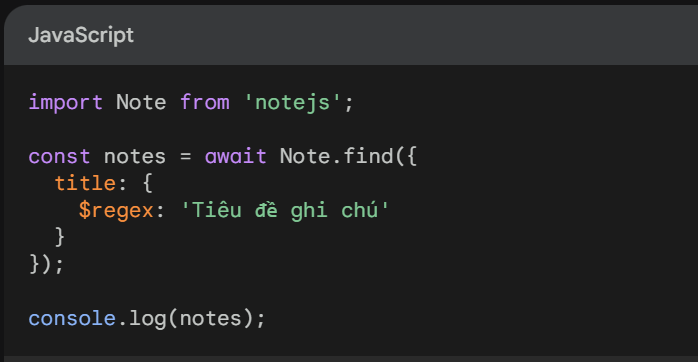 JavaScript
import Note from 'notejs';
const notes = await Note.find({
title: {
$regex: 'Tiêu đề ghi chú'
}
});
console.log(notes);